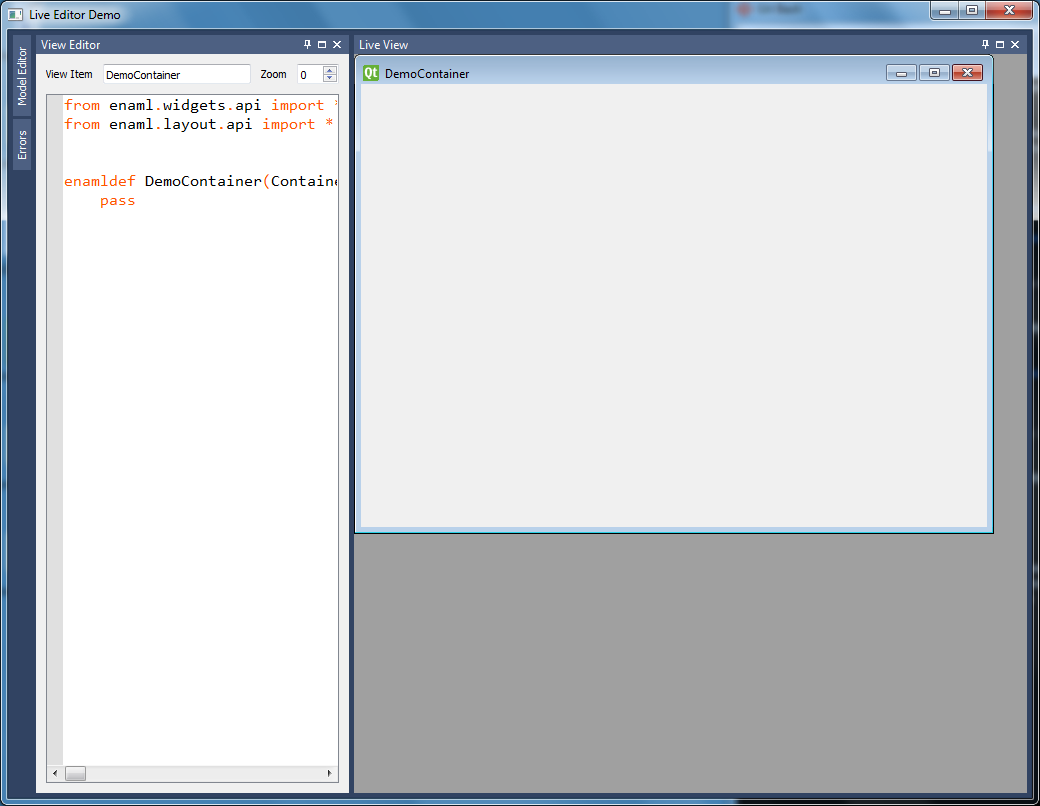 Live Editor Demo
Model Editor
Errors
View Editor
View Item DemoContainer Zoom 0
from enaml.widgets.api import
from enaml.layout.api import *
enamldef DemoContainer(
pass
Live View
Qt DemoContainer